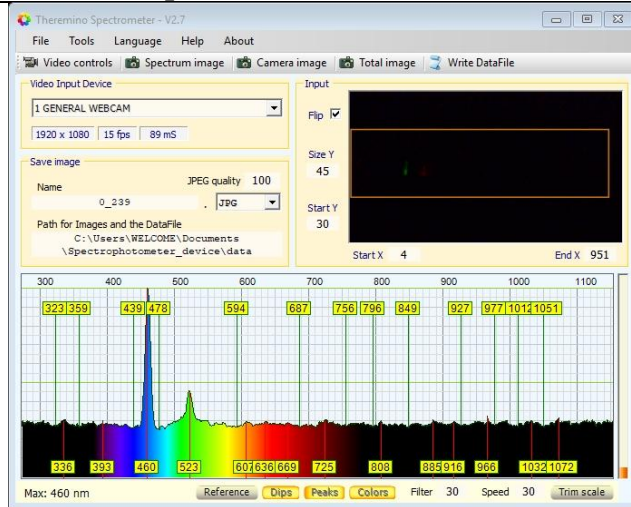 Theremino Spectrometer - V2.7
File Tools Language Help About
Video controls Spectrum image Camera image Total image Write DataFile
Video Input Device
1 GENERAL WEBCAM
1920 x 1080 15 fps 89 mS
Save image
Name JPEG quality 100
0_239 . JPG
Path for Images and the DataFile
C:\Users\WELCOME\Documents
\Spectrophotometer_device\data
Input
Flip
Size Y
45
Start Y
30
Start X 4 End X 951
300 400 500 600 700 800 900 1000 1100
323 359 439 478 594 687 756 796 849 927 977 1012 1051
336 393 460 523 607 636 669 725 808 885 916 966 1032 1072
Max: 460 nm Reference Dips Peaks Colors Filter 30 Speed 30 Trim scale